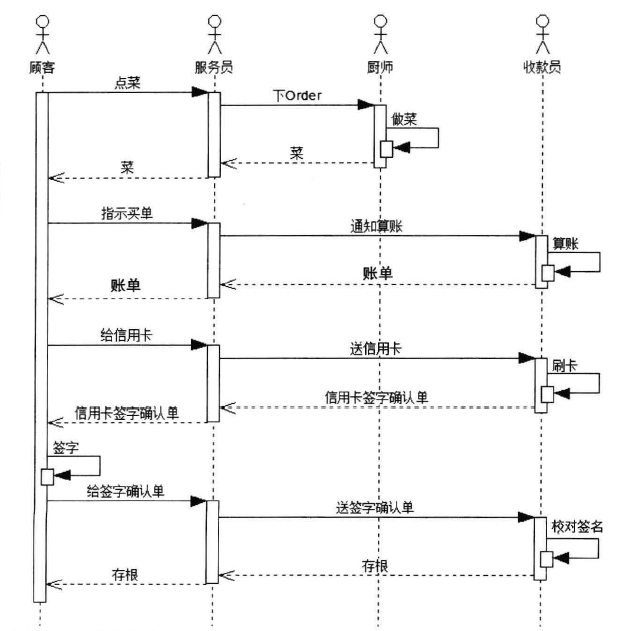 顾客
服务员
厨师
收款员
点菜
下Order
做菜
菜
菜
指示买单
通知算账
算账
账单
账单
给信用卡
送信用卡
刷卡
信用卡签字确认单
信用卡签字确认单
签字
给签字确认单
送签字确认单
校对签名
存根
存根